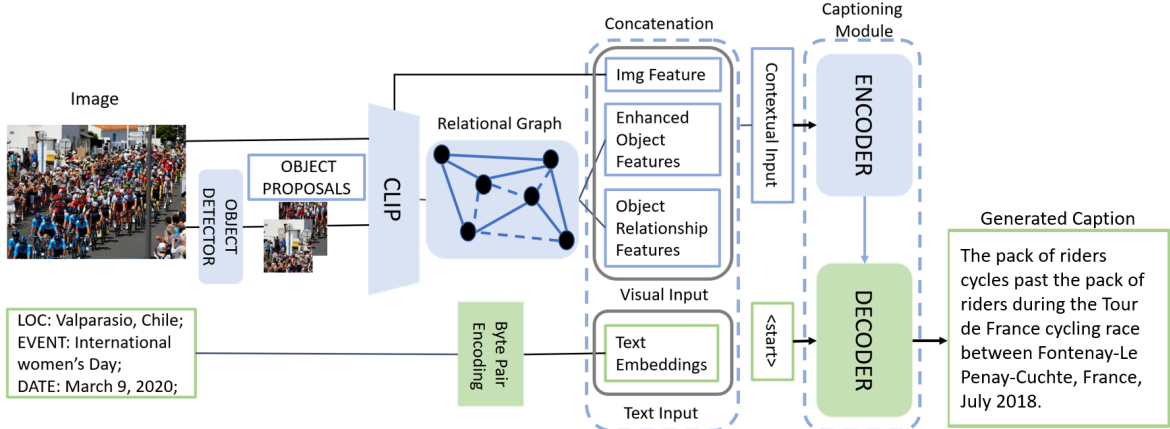 Image
OBJECT
DETECTOR
OBJECT
PROPOSALS
CLIP
Relational Graph
Concatenation
Img Feature
Enhanced
Object
Features
Object
Relationship
Features
Visual Input
Contextual Input
Captioning
Module
ENCODER
DECODER
LOC: Valparasio, Chile;
EVENT: International
women's Day;
DATE: March 9, 2020;
Byte Pair
Encoding
Text
Embeddings
Text Input
<start>
Generated Caption
The pack of riders
cycles past the pack of
riders during the Tour
de France cycling race
between Fontenay-Le
Penay-Cuchte, France,
July 2018.